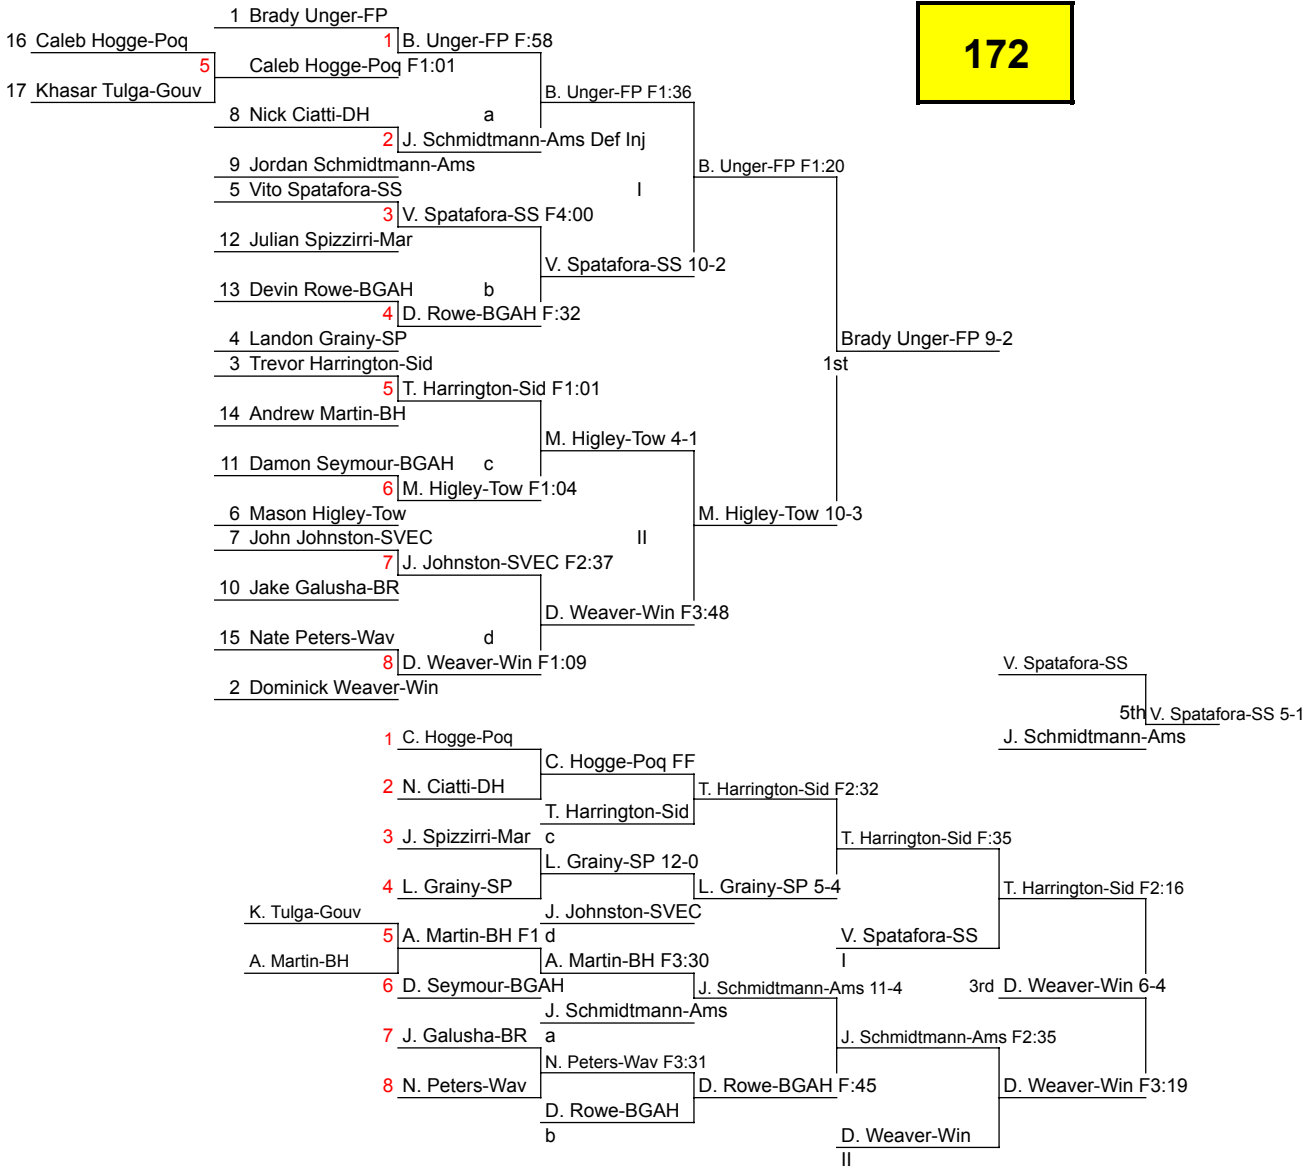 1 Brady Unger-FP
172
16 Caleb Hogge-Poq
1 B. Unger-FP F:58
5
Caleb Hogge-Poq F1:01
17 Khasar Tulga-Gouv
B. Unger-FP F1:36
8 Nick Ciatti-DH
a
2 J. Schmidtmann-Ams Def Inj
9 Jordan Schmidtmann-Ams
B. Unger-FP F1:20
5 Vito Spatafora-SS
I
3 V. Spatafora-SS F4:00
12 Julian Spizzirri-Mar
V. Spatafora-SS 10-2
13 Devin Rowe-BGAH
b
4 D. Rowe-BGAH F:32
4 Landon Grainy-SP
Brady Unger-FP 9-2
3 Trevor Harrington-Sid
1st
5 T. Harrington-Sid F1:01
14 Andrew Martin-BH
M. Higley-Tow 4-1
11 Damon Seymour-BGAH
c
6 M. Higley-Tow F1:04
6 Mason Higley-Tow
M. Higley-Tow 10-3
7 John Johnston-SVEC
II
7 J. Johnston-SVEC F2:37
10 Jake Galusha-BR
D. Weaver-Win F3:48
15 Nate Peters-Wav
d
8 D. Weaver-Win F1:09
V. Spatafora-SS
2 Dominick Weaver-Win
5th V. Spatafora-SS 5-1
1 C. Hogge-Poq
J. Schmidtmann-Ams
C. Hogge-Poq FF
2 N. Ciatti-DH
T. Harrington-Sid F2:32
T. Harrington-Sid
3 J. Spizzirri-Mar
c
T. Harrington-Sid F:35
L. Grainy-SP 12-0
4 L. Grainy-SP
L. Grainy-SP 5-4
T. Harrington-Sid F2:16
K. Tulga-Gouv
J. Johnston-SVEC
5 A. Martin-BH F1
d
V. Spatafora-SS
A. Martin-BH
A. Martin-BH F3:30
I
6 D. Seymour-BGAH
J. Schmidtmann-Ams 11-4
3rd D. Weaver-Win 6-4
J. Schmidtmann-Ams
7 J. Galusha-BR
a
J. Schmidtmann-Ams F2:35
N. Peters-Wav F3:31
8 N. Peters-Wav
D. Rowe-BGAH F:45
D. Weaver-Win F3:19
D. Rowe-BGAH
b
D. Weaver-Win
II